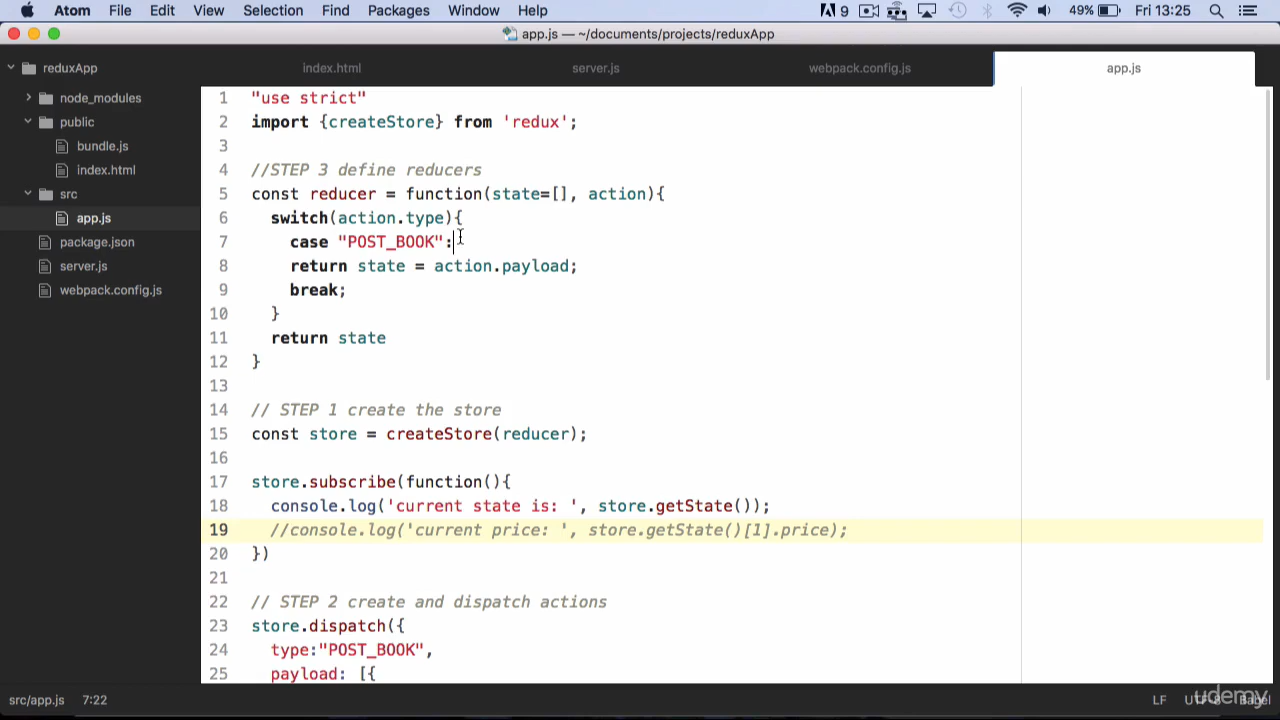 Atom File Edit View Selection Find Packages Window Help 9 49% Fri 13:25
app.js — ~/documents/projects/reduxApp
reduxApp index.html server.js webpack.config.js app.js
node_modules
public
bundle.js
index.html
src
app.js
package.json
server.js
webpack.config.js
1 "use strict"
2 import {createStore} from 'redux';
3
4 //STEP 3 define reducers
5 const reducer = function(state=[], action){
6 switch(action.type){
7 case "POST_BOOK":
8 return state = action.payload;
9 break;
10 }
11 return state
12 }
13
14 // STEP 1 create the store
15 const store = createStore(reducer);
16
17 store.subscribe(function(){
18 console.log('current state is: ', store.getState());
19 //console.log('current price: ', store.getState()[1].price);
20 })
21
22 // STEP 2 create and dispatch actions
23 store.dispatch({
24 type:"POST_BOOK",
25 payload: [{
src/app.js 7:22 LF UTF-8 Babel
udemy